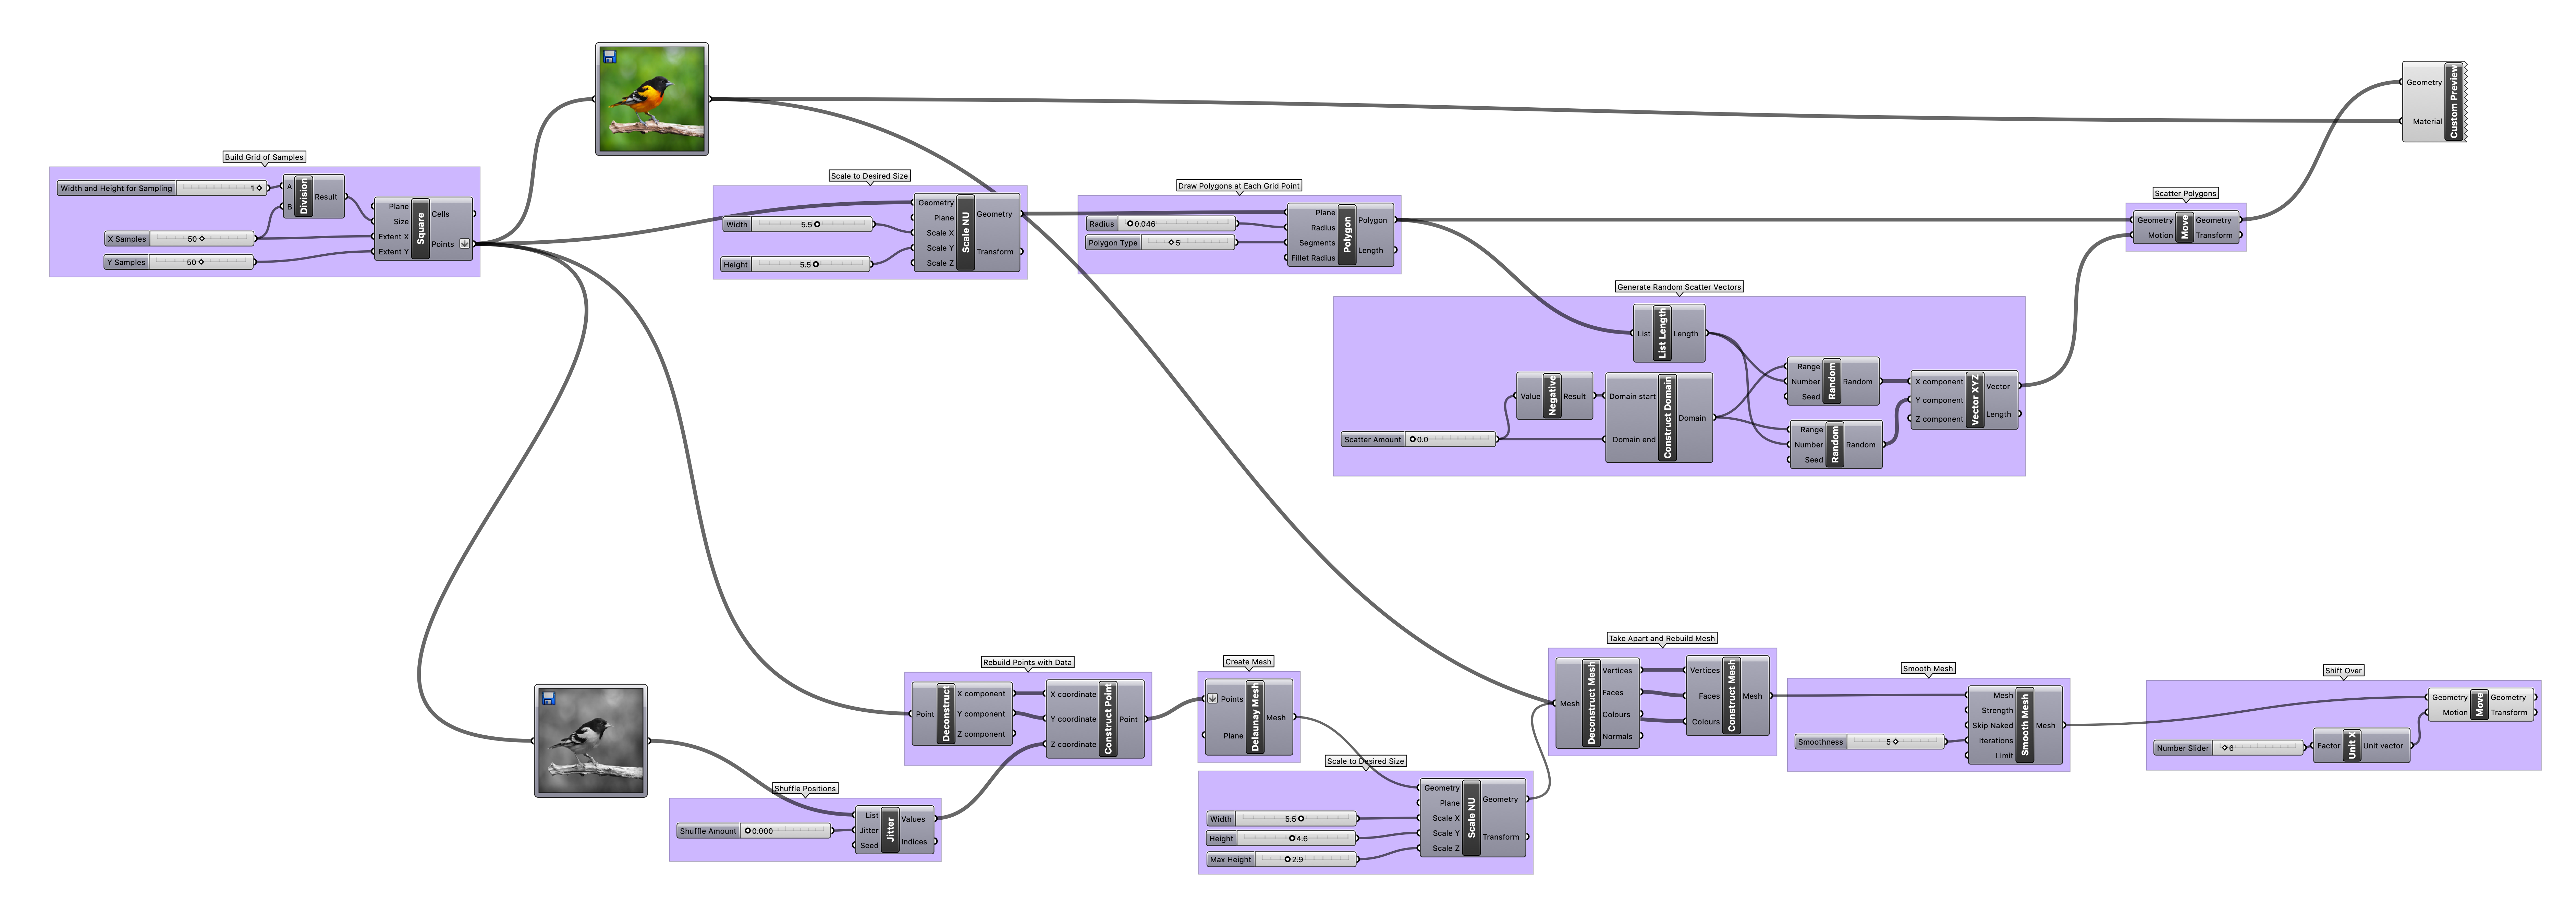 Build Grid of Samples
Width and Height for Sampling
1
A
B
Division
Result
X Samples
50
Y Samples
50
Plane
Size
Extent X
Extent Y
Square
Cells
Points
Scale to Desired Size
Width
5.5
Height
5.5
Geometry
Plane
Scale X
Scale Y
Scale Z
Scale NU
Geometry
Transform
Draw Polygons at Each Grid Point
Radius
0.046
Polygon Type
5
Plane
Radius
Segments
Fillet Radius
Polygon
Polygon
Length
Generate Random Scatter Vectors
List
List Length
Length
Scatter Amount
0.0
Value
Negative
Result
Domain start
Domain end
Construct Domain
Domain
Range
Number
Seed
Random
Random
Range
Number
Seed
Random
Random
X component
Y component
Z component
Vector XYZ
Vector
Length
Scatter Polygons
Geometry
Motion
Move
Geometry
Transform
Geometry
Material
Custom Preview
Shuffle Positions
Shuffle Amount
0.000
List
Jitter
Seed
Jitter
Values
Indices
Rebuild Points with Data
Point
Deconstruct
X component
Y component
Z component
X coordinate
Y coordinate
Z coordinate
Construct Point
Point
Create Mesh
Points
Plane
Delaunay Mesh
Mesh
Scale to Desired Size
Width
5.5
Height
4.6
Max Height
2.9
Geometry
Plane
Scale X
Scale Y
Scale Z
Scale NU
Geometry
Transform
Take Apart and Rebuild Mesh
Mesh
Deconstruct Mesh
Vertices
Faces
Colours
Normals
Vertices
Faces
Colours
Construct Mesh
Mesh
Smooth Mesh
Smoothness
5
Mesh
Strength
Skip Naked
Iterations
Limit
Smooth Mesh
Mesh
Shift Over
Number Slider
6
Factor
Unit X
Unit vector
Geometry
Motion
Move
Geometry
Transform